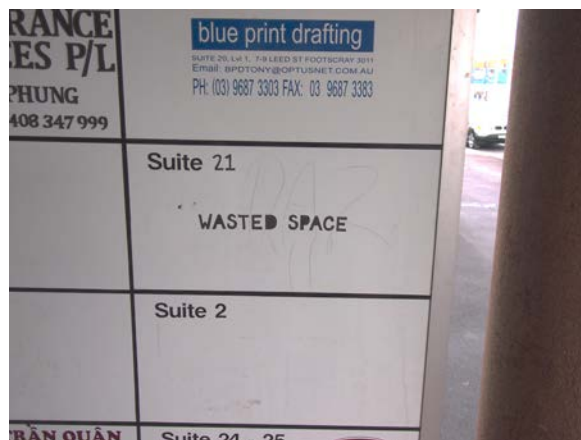 RANCE
ES P/L
PHUNG
408 347 999
blue print drafting
SUITE 20, Lvl 1, 7-9 LEED ST FOOTSCRAY 3011
Email: BPDTONY@OPTUSNET.COM.AU
PH: (03) 9687 3303 FAX: 03 9687 3383
Suite 21
WASTED SPACE
Suite 2
TRẦN QUÂN
Suite 24 - 25